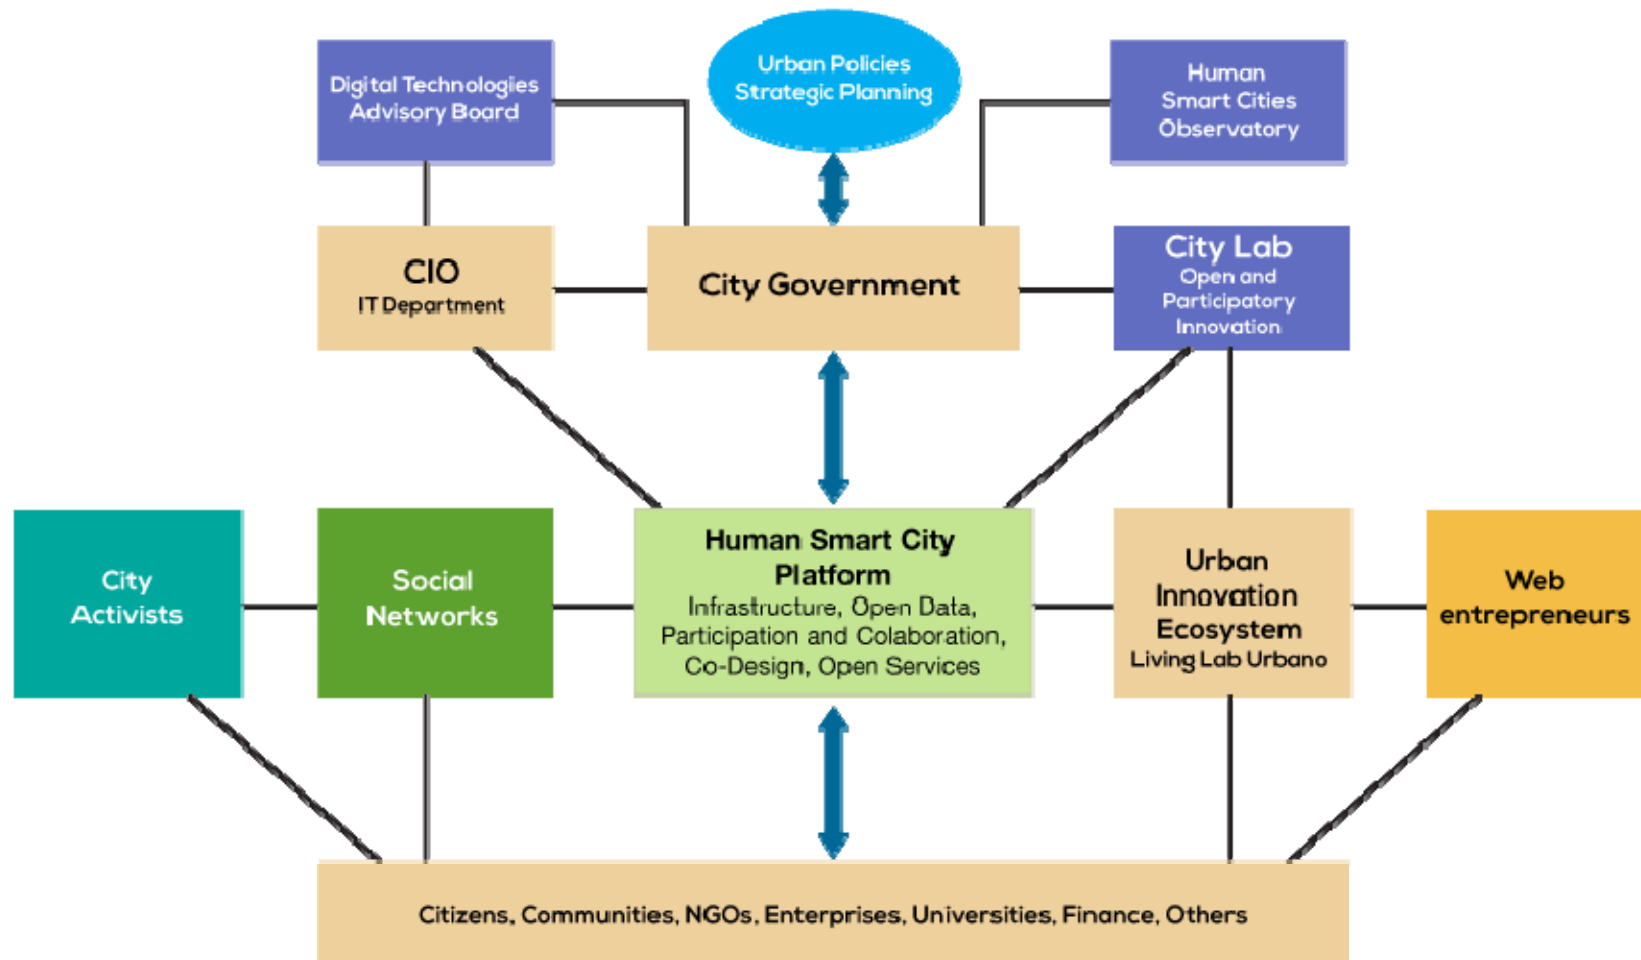 Digital Technologies
Advisory Board
Urban Policies
Strategic Planning
Human
Smart Cities
Observatory
CIO
IT Department
City Government
City Lab
Open and
Participatory
Innovation
City
Activists
Social
Networks
Human Smart City
Platform
Infrastructure, Open Data,
Participation and Colaboration,
Co-Design, Open Services
Urban
Innovation
Ecosystem
Living Lab Urbano
Web
entrepreneurs
Citizens, Communities, NGOs, Enterprises, Universities, Finance, Others